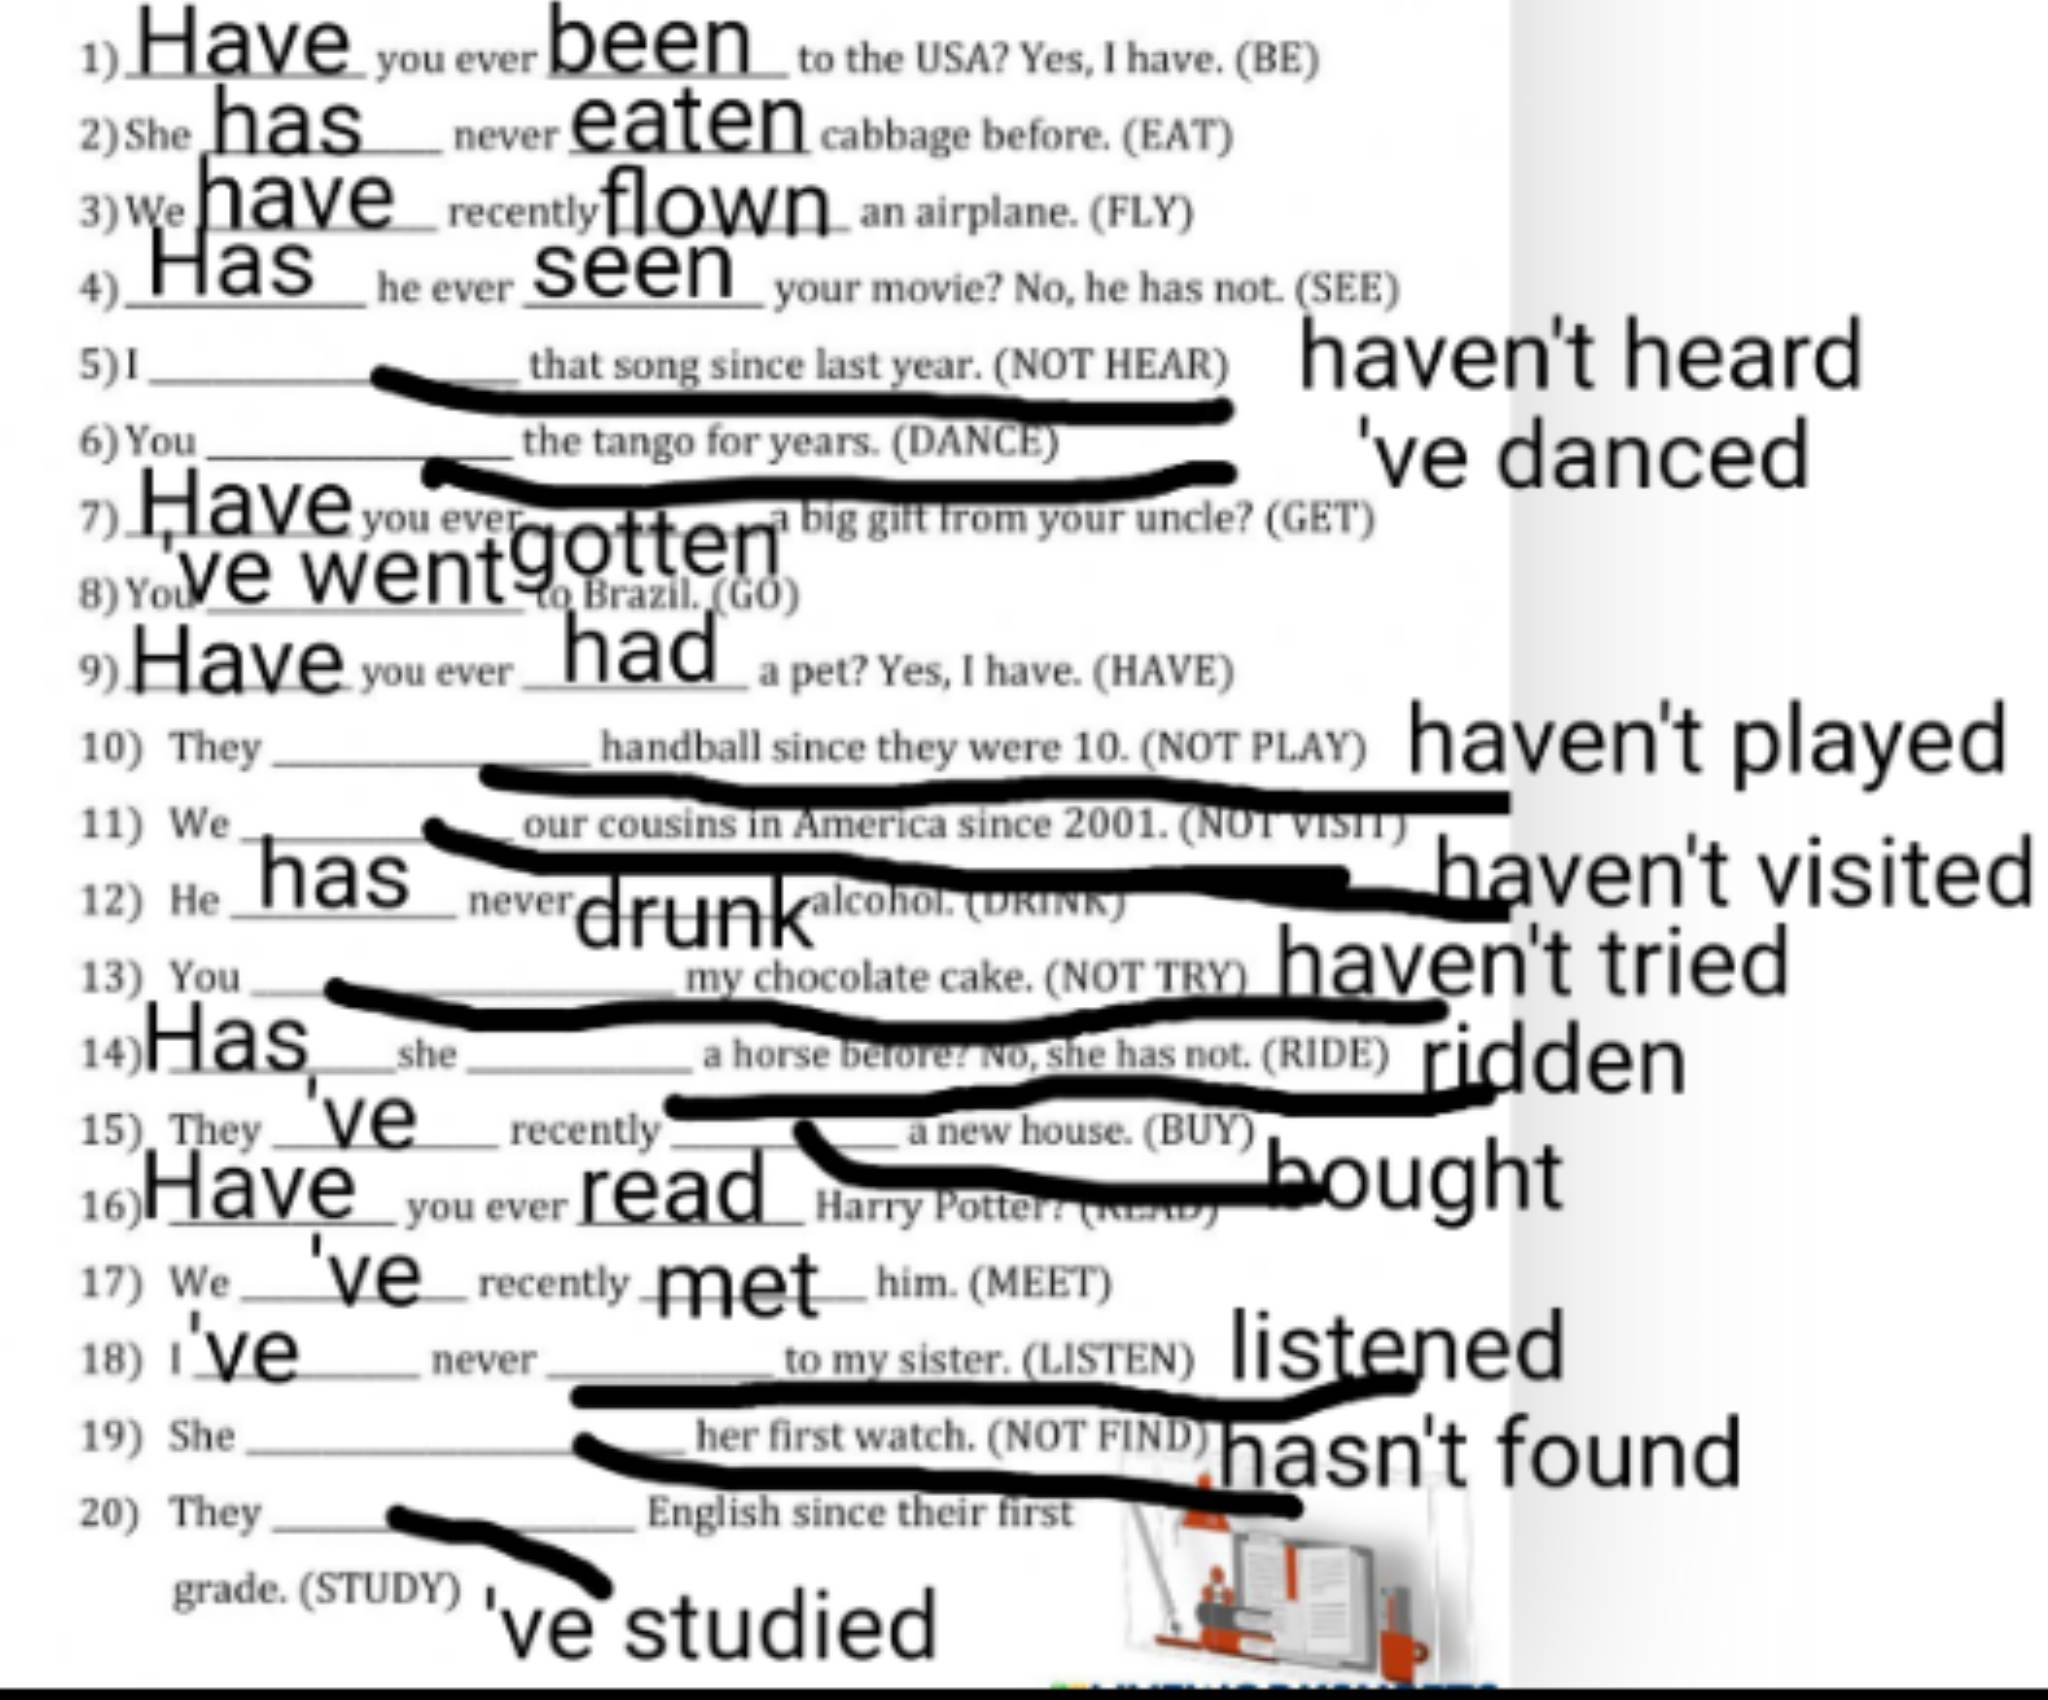 1) Have you ever been to the USA? Yes, I have. (BE)
2) She has never eaten cabbage before. (EAT)
3) We have recently flown an airplane. (FLY)
4) Has he ever seen your movie? No, he has not. (SEE)
5) I ______ that song since last year. (NOT HEAR) haven't heard
6) You ______ the tango for years. (DANCE) 've danced
7) Have you ever gotten a big gift from your uncle? (GET)
8) You 've went to Brazil. (GO)
9) Have you ever had a pet? Yes, I have. (HAVE)
10) They ______ handball since they were 10. (NOT PLAY) haven't played
11) We ______ our cousins in America since 2001. (NOT VISIT) haven't visited
12) He has never drunk alcohol. (DRINK)
13) You ______ my chocolate cake. (NOT TRY) haven't tried
14) Has she ______ a horse before? No, she has not. (RIDE) ridden
15) They 've recently ______ a new house. (BUY) bought
16) Have you ever read Harry Potter? (READ)
17) We 've recently met him. (MEET)
18) I 've never ______ to my sister. (LISTEN) listened
19) She ______ her first watch. (NOT FIND) hasn't found
20) They ______ English since their first
grade. (STUDY) 've studied